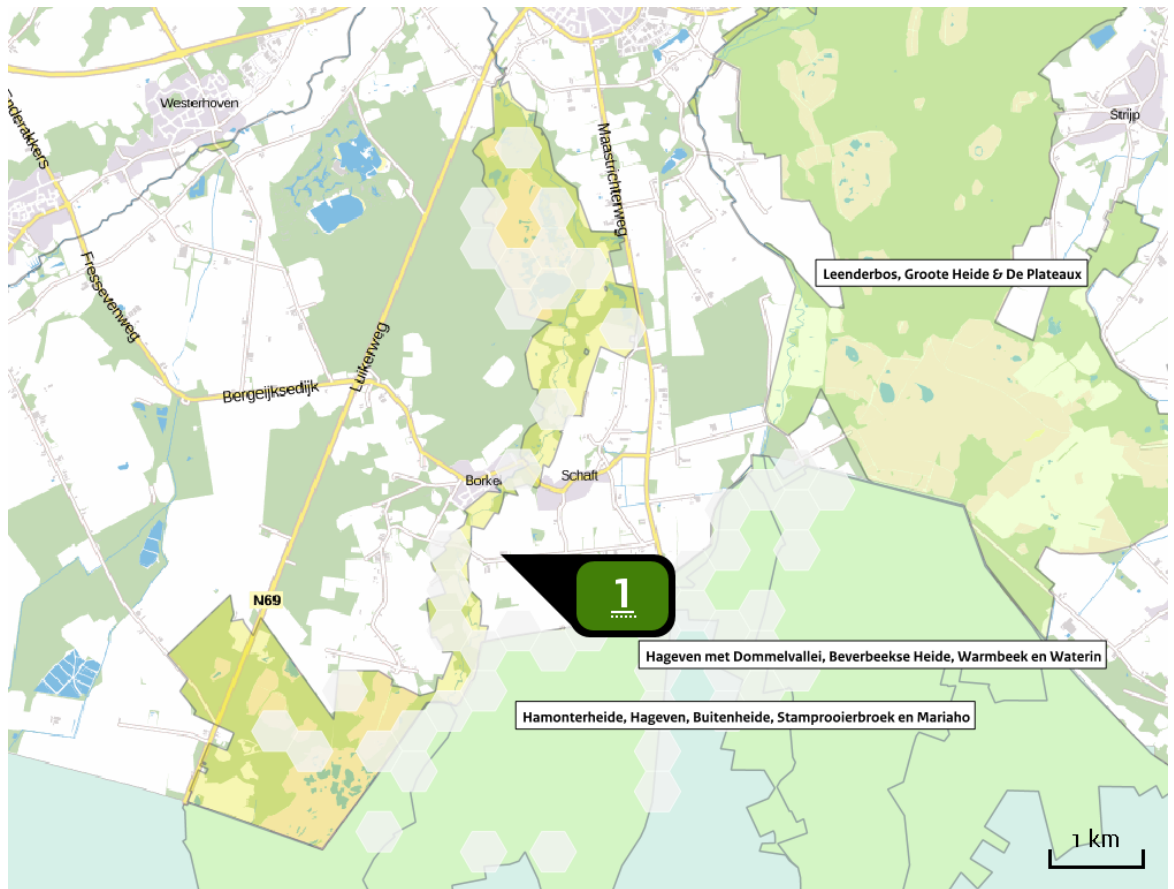 Westerhoven
Strijp
Maastrichterweg
Fressevenweg
Leenderbos, Groote Heide & De Plateaux
Luikerweg
Bergeijksedijk
Borke
Schaft
N69
1
Hageven met Dommelvallei, Beverbeekse Heide, Warmbeek en Waterin
Hamonterheide, Hageven, Buitenheide, Stamprooierbroek en Mariaho
1 km